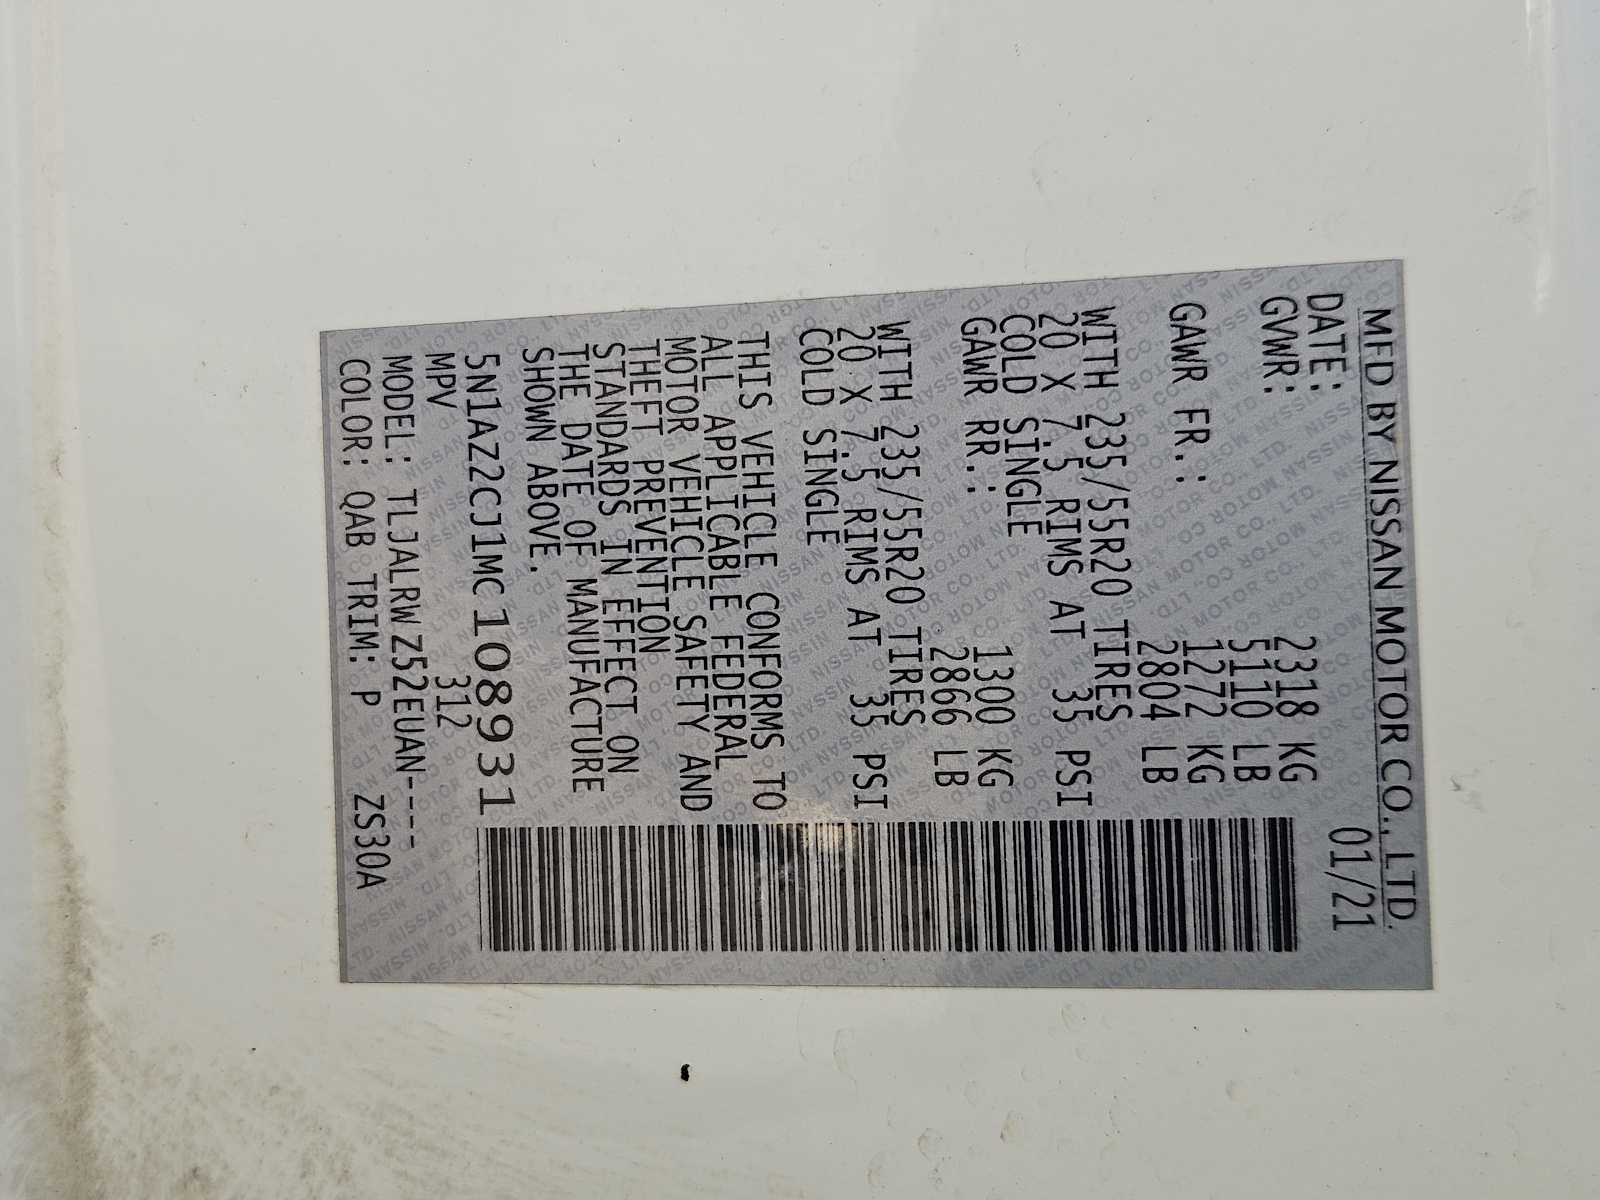 MFD BY NISSAN MOTOR CO., LTD.
DATE: 01/21
GVWR: 2318 KG
5110 LB
GAWR FR.: 1272 KG
2804 LB
WITH 235/55R20 TIRES
20 X 7.5 RIMS AT 35 PSI
COLD SINGLE
GAWR RR.: 1300 KG
2866 LB
WITH 235/55R20 TIRES
20 X 7.5 RIMS AT 35 PSI
COLD SINGLE
THIS VEHICLE CONFORMS TO
ALL APPLICABLE FEDERAL
MOTOR VEHICLE SAFETY AND
THEFT PREVENTION
STANDARDS IN EFFECT ON
THE DATE OF MANUFACTURE
SHOWN ABOVE.
5N1AZ2CJ1MC108931
MPV 312
MODEL: TLJALRWZ52EUAN----
COLOR: QAB TRIM: P ZS30A